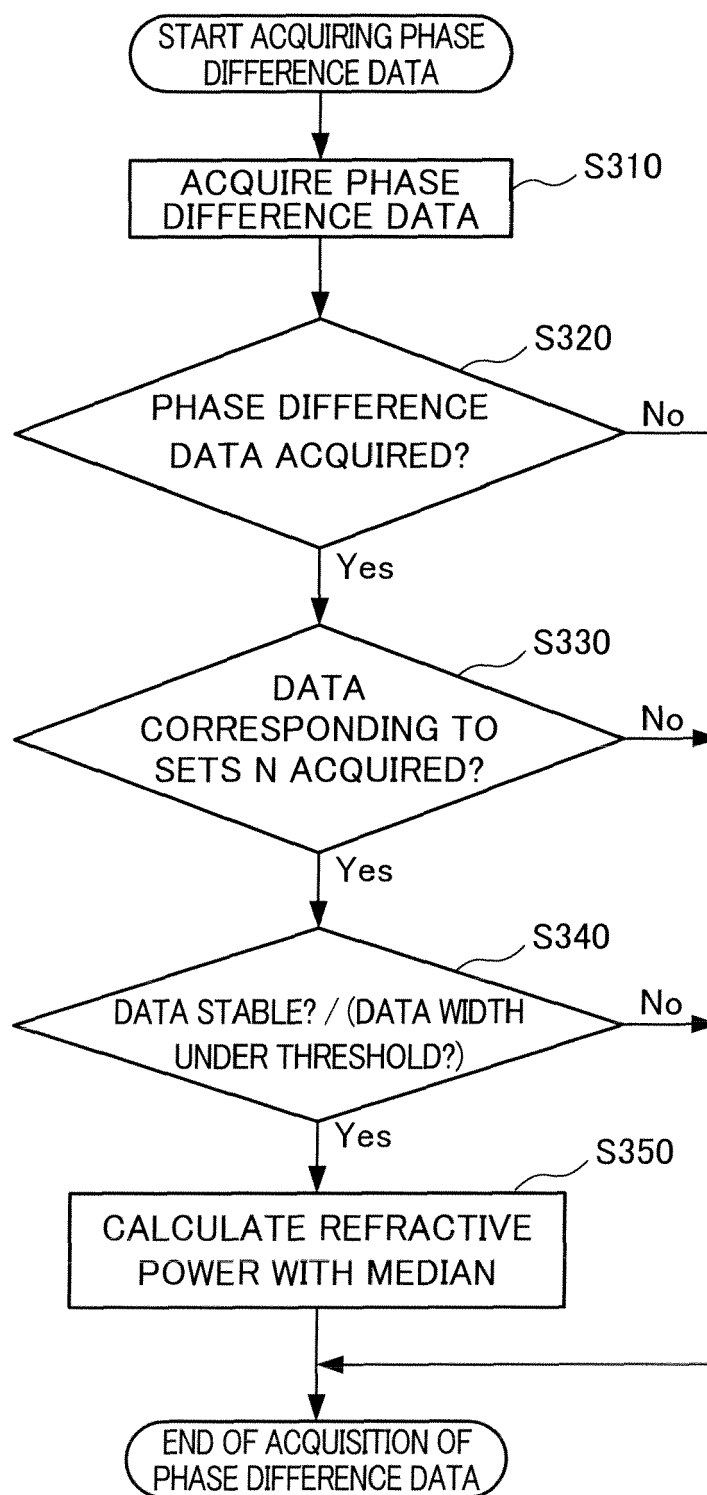 START ACQUIRING PHASE
DIFFERENCE DATA
S310
ACQUIRE PHASE
DIFFERENCE DATA
S320
PHASE DIFFERENCE
DATA ACQUIRED?
No
Yes
S330
DATA
CORRESPONDING TO
SETS N ACQUIRED?
No
Yes
S340
DATA STABLE? / (DATA WIDTH
UNDER THRESHOLD?)
No
Yes
S350
CALCULATE REFRACTIVE
POWER WITH MEDIAN
END OF ACQUISITION OF
PHASE DIFFERENCE DATA